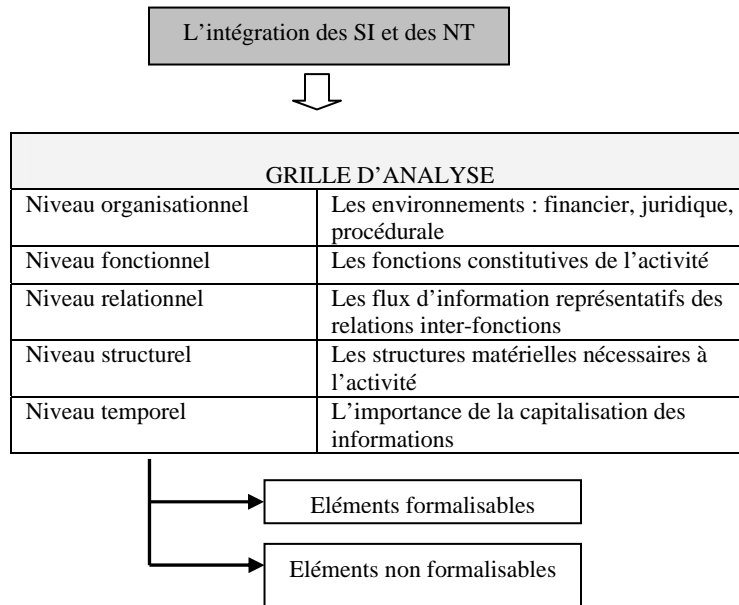 L’intégration des SI et des NT
GRILLE D’ANALYSE
Niveau organisationnel
Les environnements : financier, juridique,
procédurale
Niveau fonctionnel
Les fonctions constitutives de l’activité
Niveau relationnel
Les flux d’information représentatifs des
relations inter-fonctions
Niveau structurel
Les structures matérielles nécessaires à
l’activité
Niveau temporel
L’importance de la capitalisation des
informations
Eléments formalisables
Eléments non formalisables